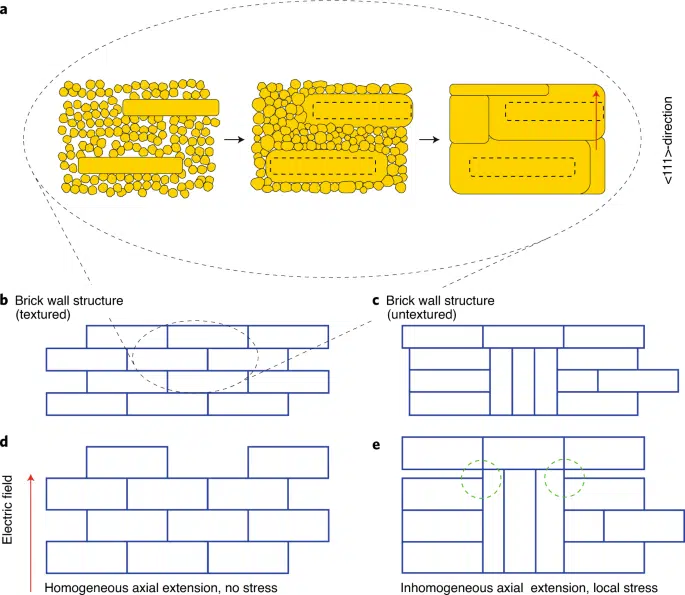 a
<111>-direction
b Brick wall structure
(textured)
c Brick wall structure
(untextured)
d
e
Electric field
Homogeneous axial extension, no stress
Inhomogeneous axial extension, local stress